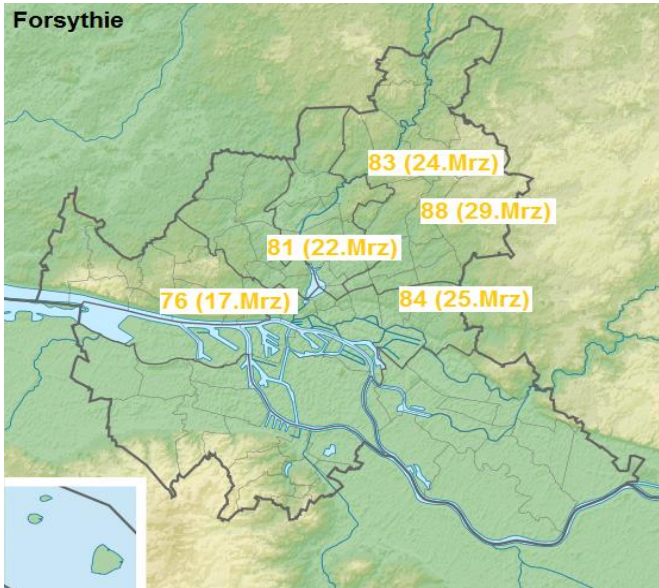 Forsythie
83 (24.Mrz)
88 (29.Mrz)
81 (22.Mrz)
84 (25.Mrz)
76 (17.Mrz)